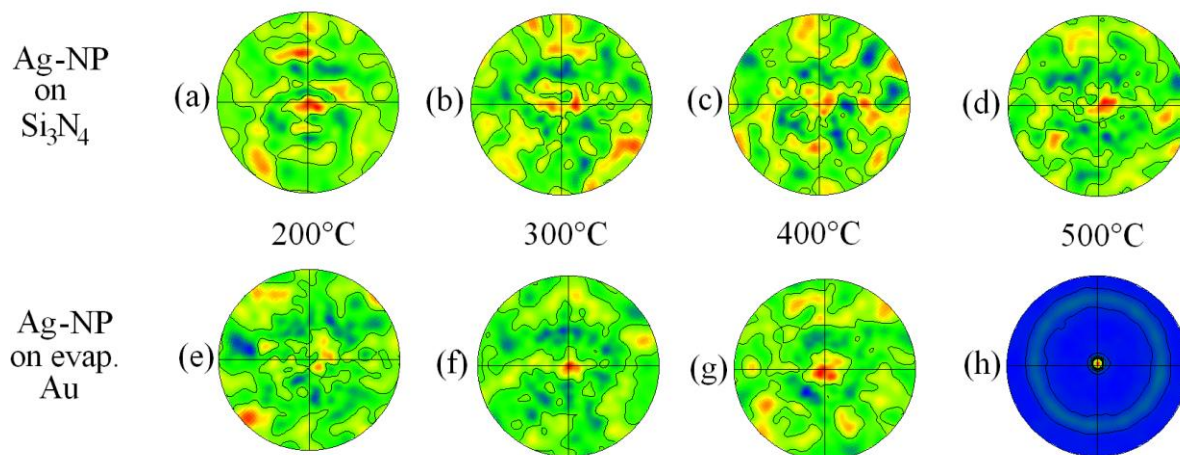 Ag-NP
on
Si₃N₄
(a)
(b)
(c)
(d)
200°C
300°C
400°C
500°C
Ag-NP
on evap.
Au
(e)
(f)
(g)
(h)